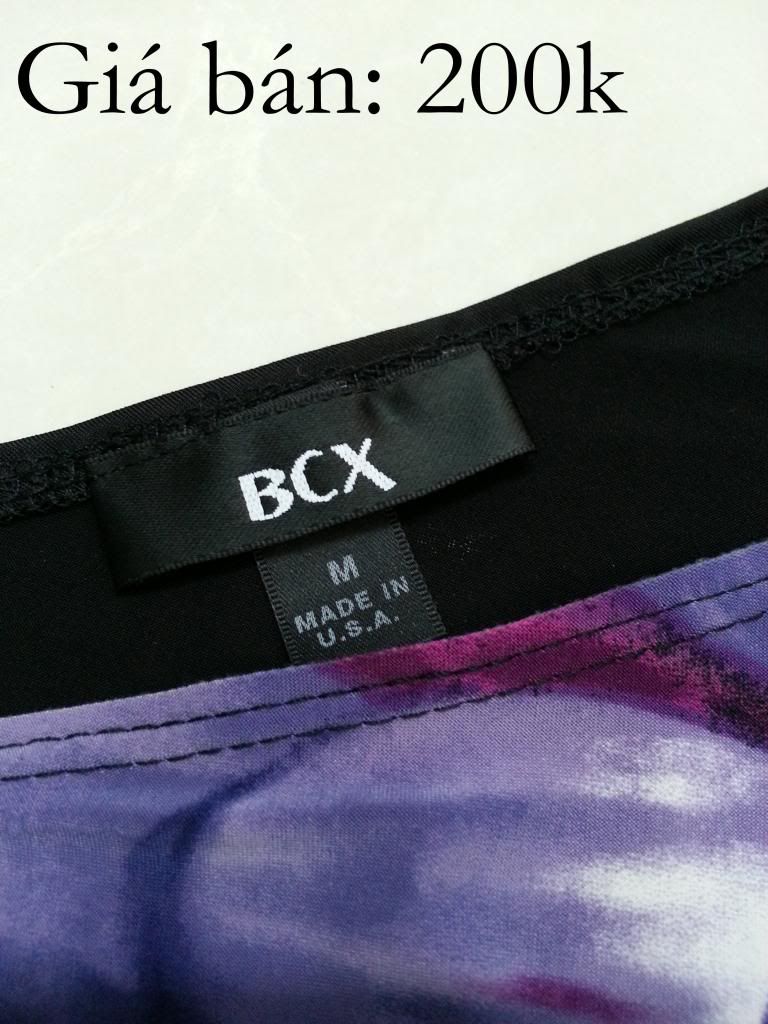 Giá bán: 200k
BCX
M
MADE IN
U.S.A.